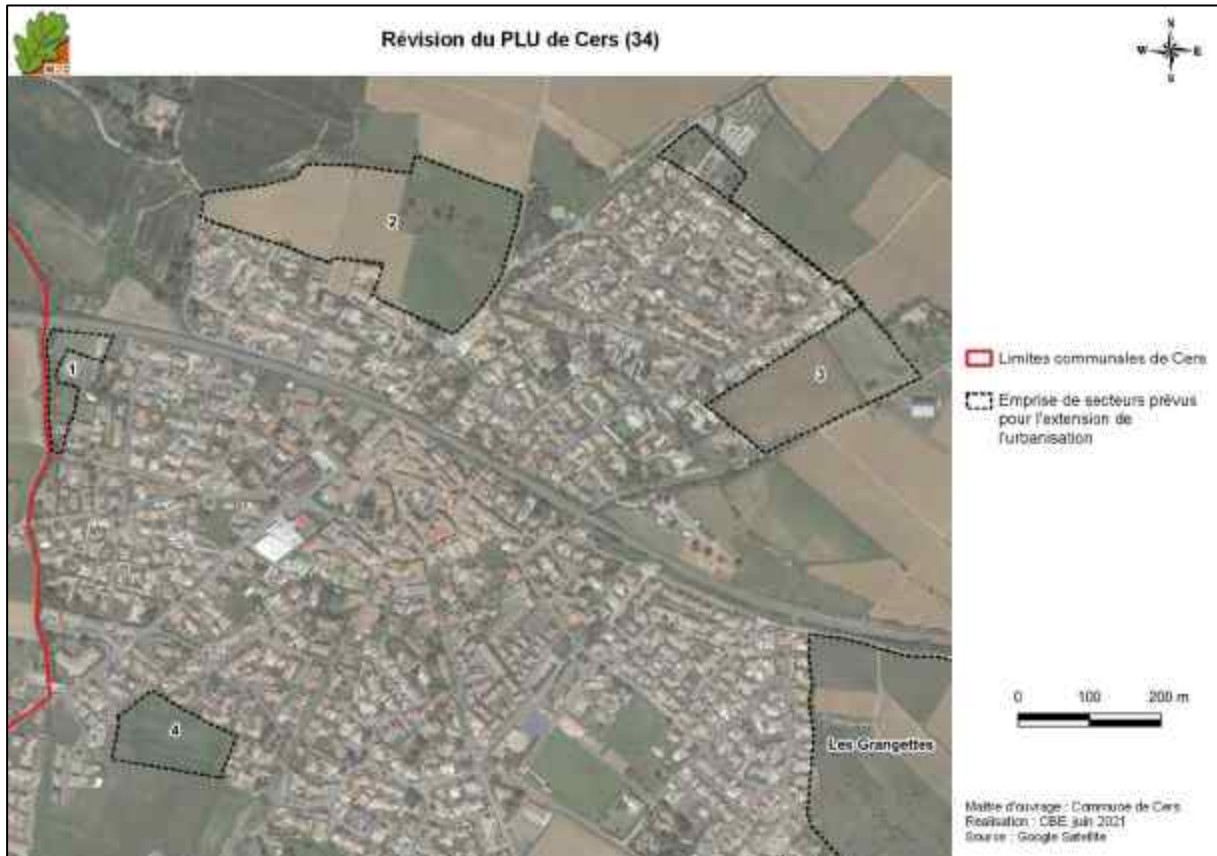 Révision du PLU de Cers (34)
N
W E
S
2
1
3
4
Les Grangettes
Limites communales de Cers
Emprise de secteurs prévus
pour l'extension de
l'urbanisation
0 100 200 m
Maître d'ouvrage : Commune de Cers
Réalisation : CBE, juin 2021
Source : Google Satellite